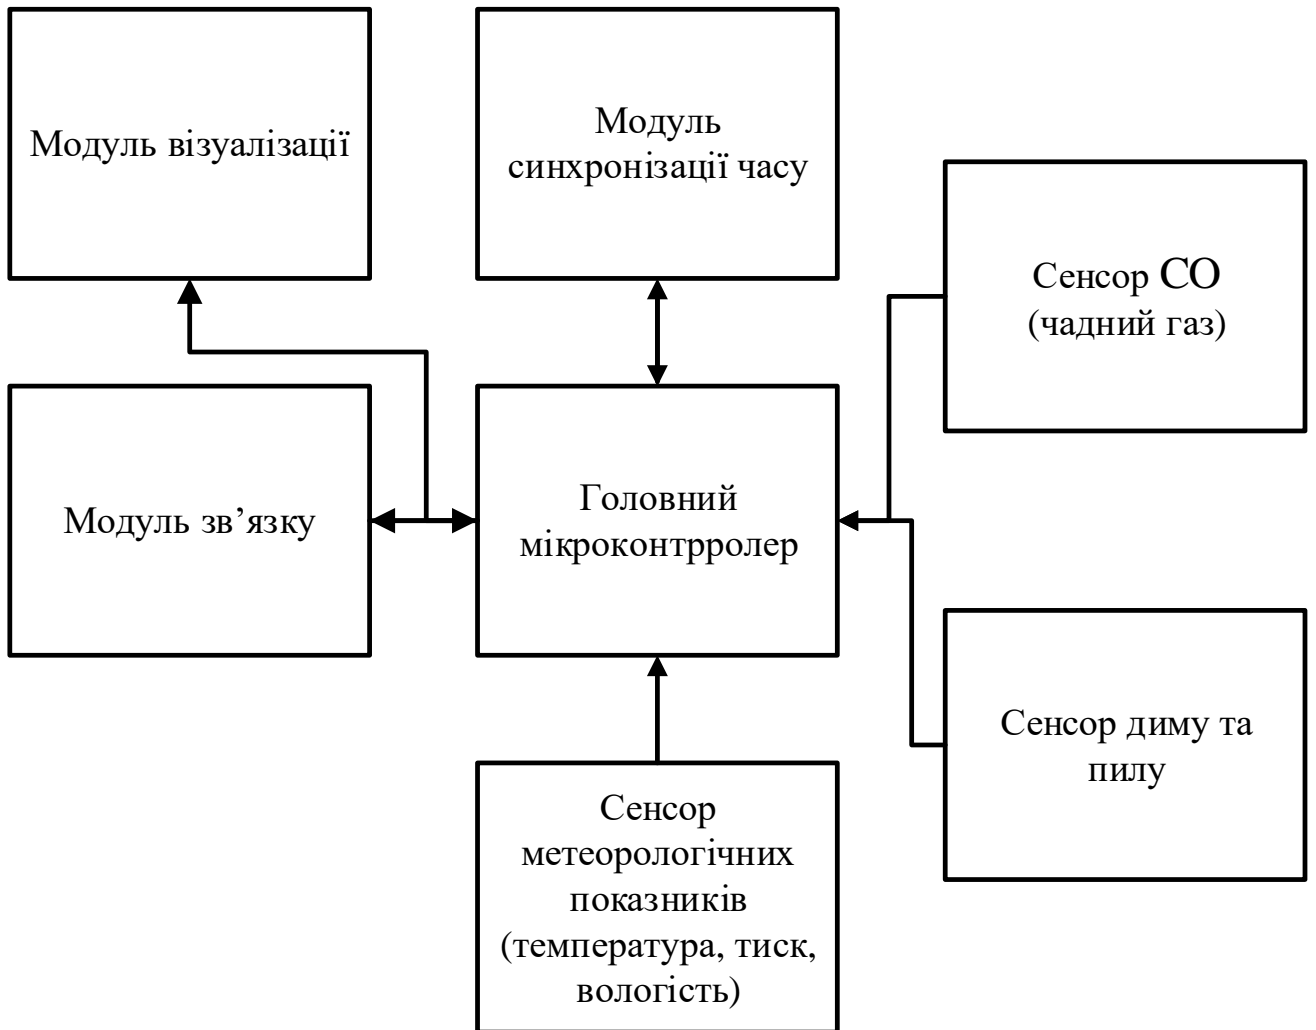 Модуль візуалізації
Модуль
синхронізації часу
Сенсор СО
(чадний газ)
Модуль зв’язку
Головний
мікроконтрролер
Сенсор диму та
пилу
Сенсор
метеорологічних
показників
(температура, тиск,
вологість)